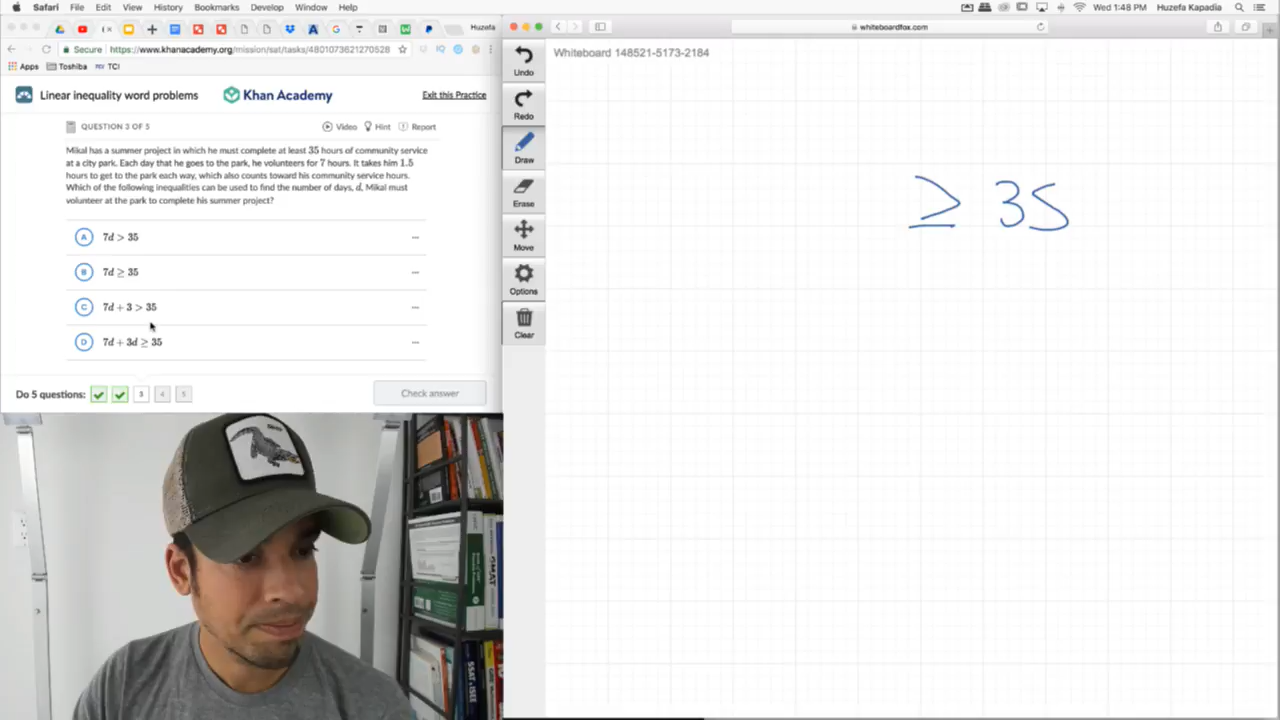 Safari File Edit View History Bookmarks Develop Window Help
Wed 1:48 PM Huzefa Kapadia
Huzefa
Secure https://www.khanacademy.org/mission/sat/tasks/4801073621270528
Apps Toshiba TCI
Linear inequality word problems Khan Academy Exit this Practice
QUESTION 3 OF 5 Video Hint Report
Mikal has a summer project in which he must complete at least 35 hours of community service
at a city park. Each day that he goes to the park, he volunteers for 7 hours. It takes him 1.5
hours to get to the park each way, which also counts toward his community service hours.
Which of the following inequalities can be used to find the number of days, d, Mikal must
volunteer at the park to complete his summer project?
A 7d > 35
B 7d ≥ 35
C 7d + 3 > 35
D 7d + 3d ≥ 35
Do 5 questions: 3 4 5 Check answer
whiteboardfox.com
Whiteboard 148521-5173-2184
Undo
Redo
Draw
Erase
Move
Options
Clear
≥ 35
SSAT & ISEE
GMAT